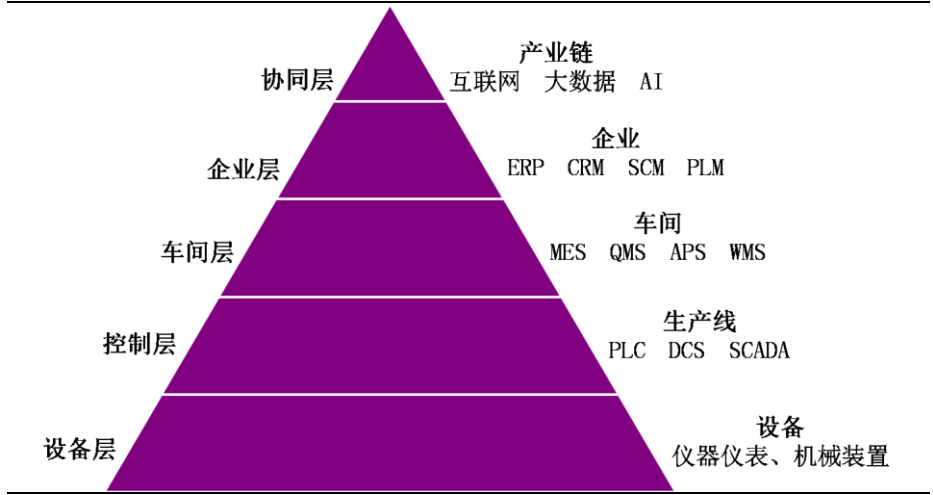 产业链
协同层
互联网 大数据 AI
企业
企业层
ERP CRM SCM PLM
车间
车间层
MES QMS APS WMS
生产线
控制层
PLC DCS SCADA
设备
设备层
仪器仪表、机械装置